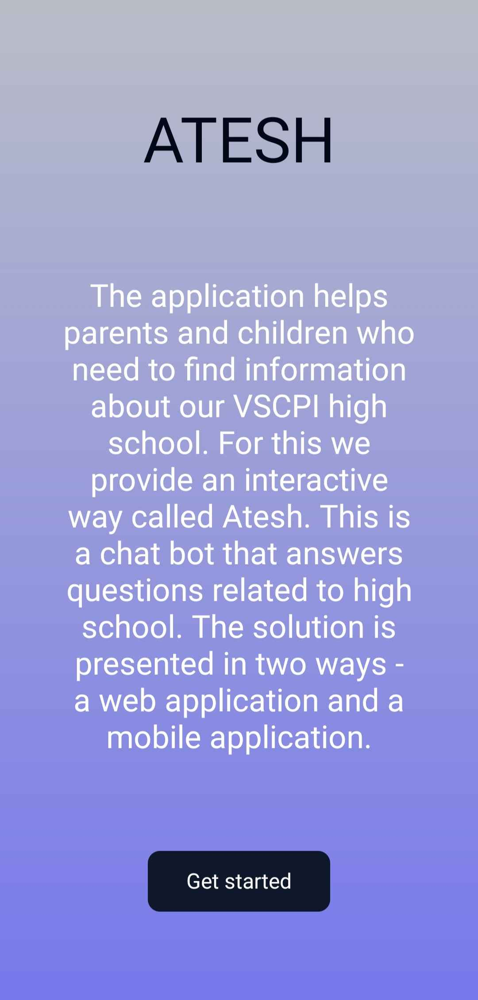 ATESH
The application helps
parents and children who
need to find information
about our VSCPI high
school. For this we
provide an interactive
way called Atesh. This is
a chat bot that answers
questions related to high
school. The solution is
presented in two ways -
a web application and a
mobile application.
Get started